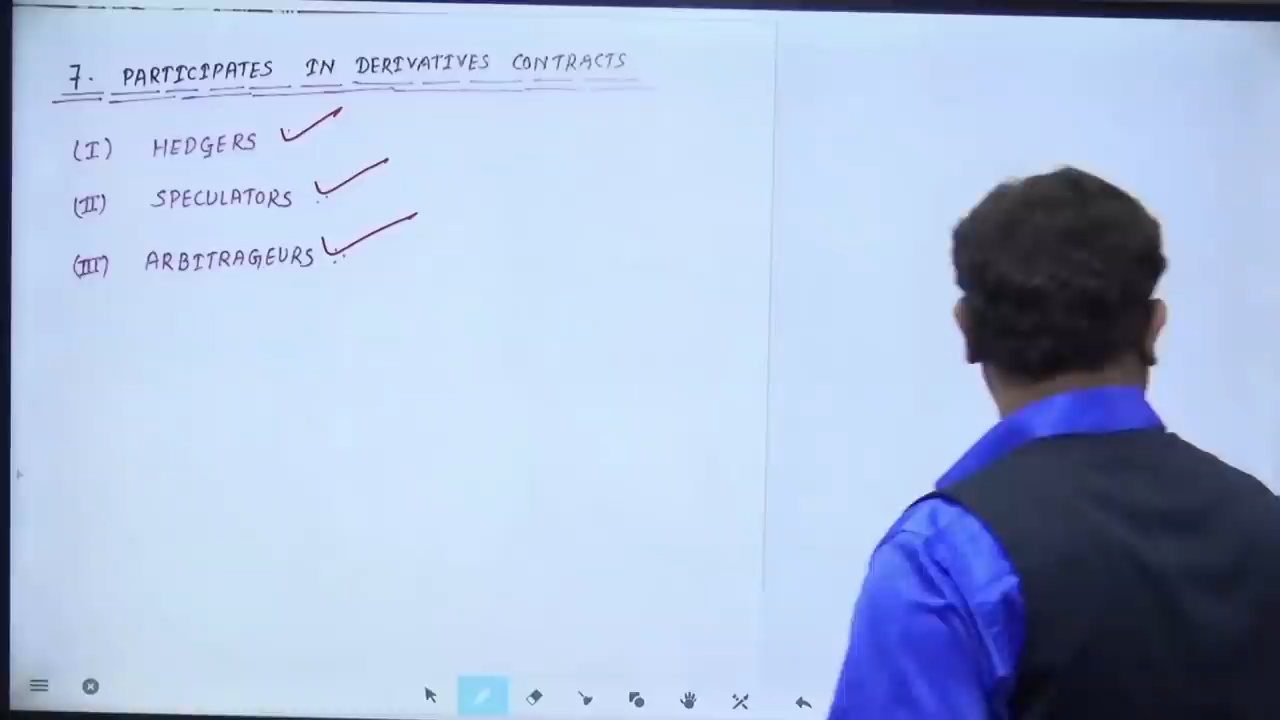 7. PARTICIPATES IN DERIVATIVES CONTRACTS
(I) HEDGERS
(II) SPECULATORS
(III) ARBITRAGEURS